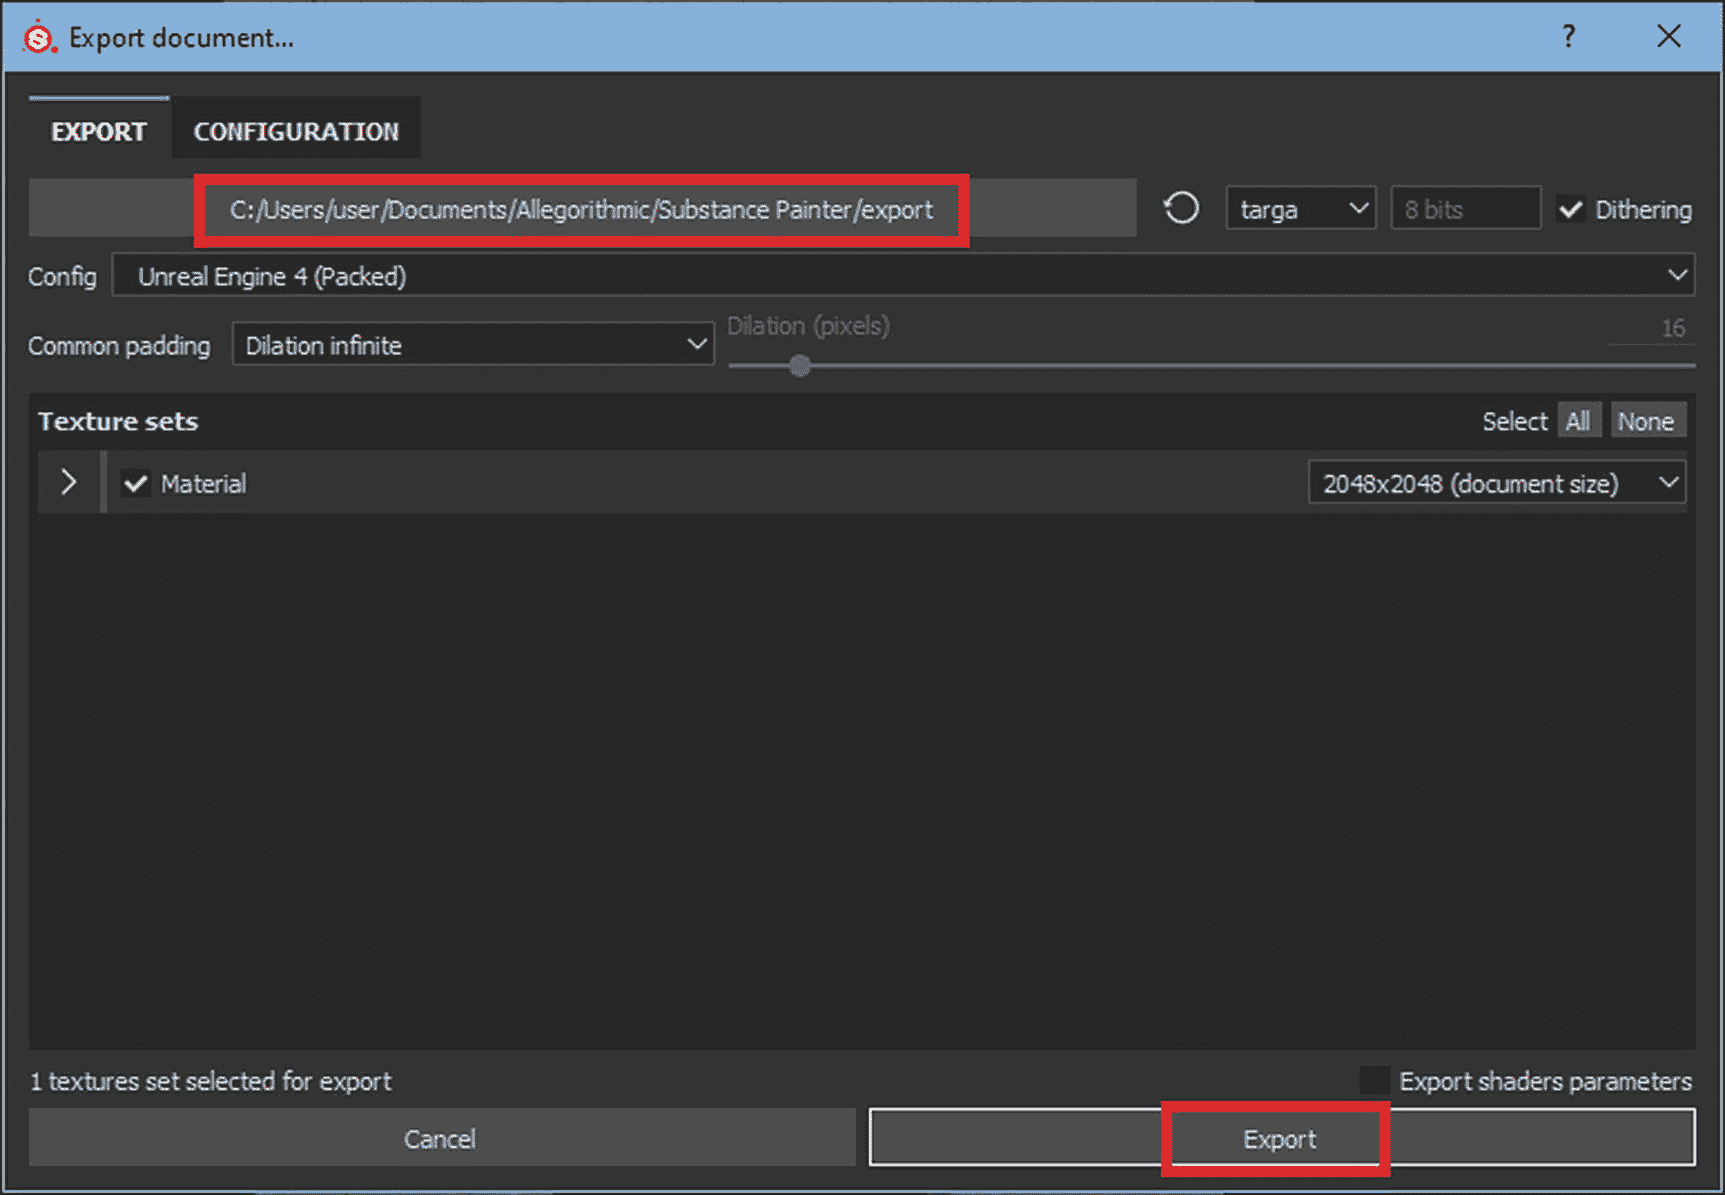 Export document...
?
EXPORT CONFIGURATION
C:/Users/user/Documents/Allegorithmic/Substance Painter/export targa 8 bits Dithering
Config Unreal Engine 4 (Packed)
Common padding Dilation infinite Dilation (pixels) 16
Texture sets Select All None
Material 2048x2048 (document size)
1 textures set selected for export Export shaders parameters
Cancel Export